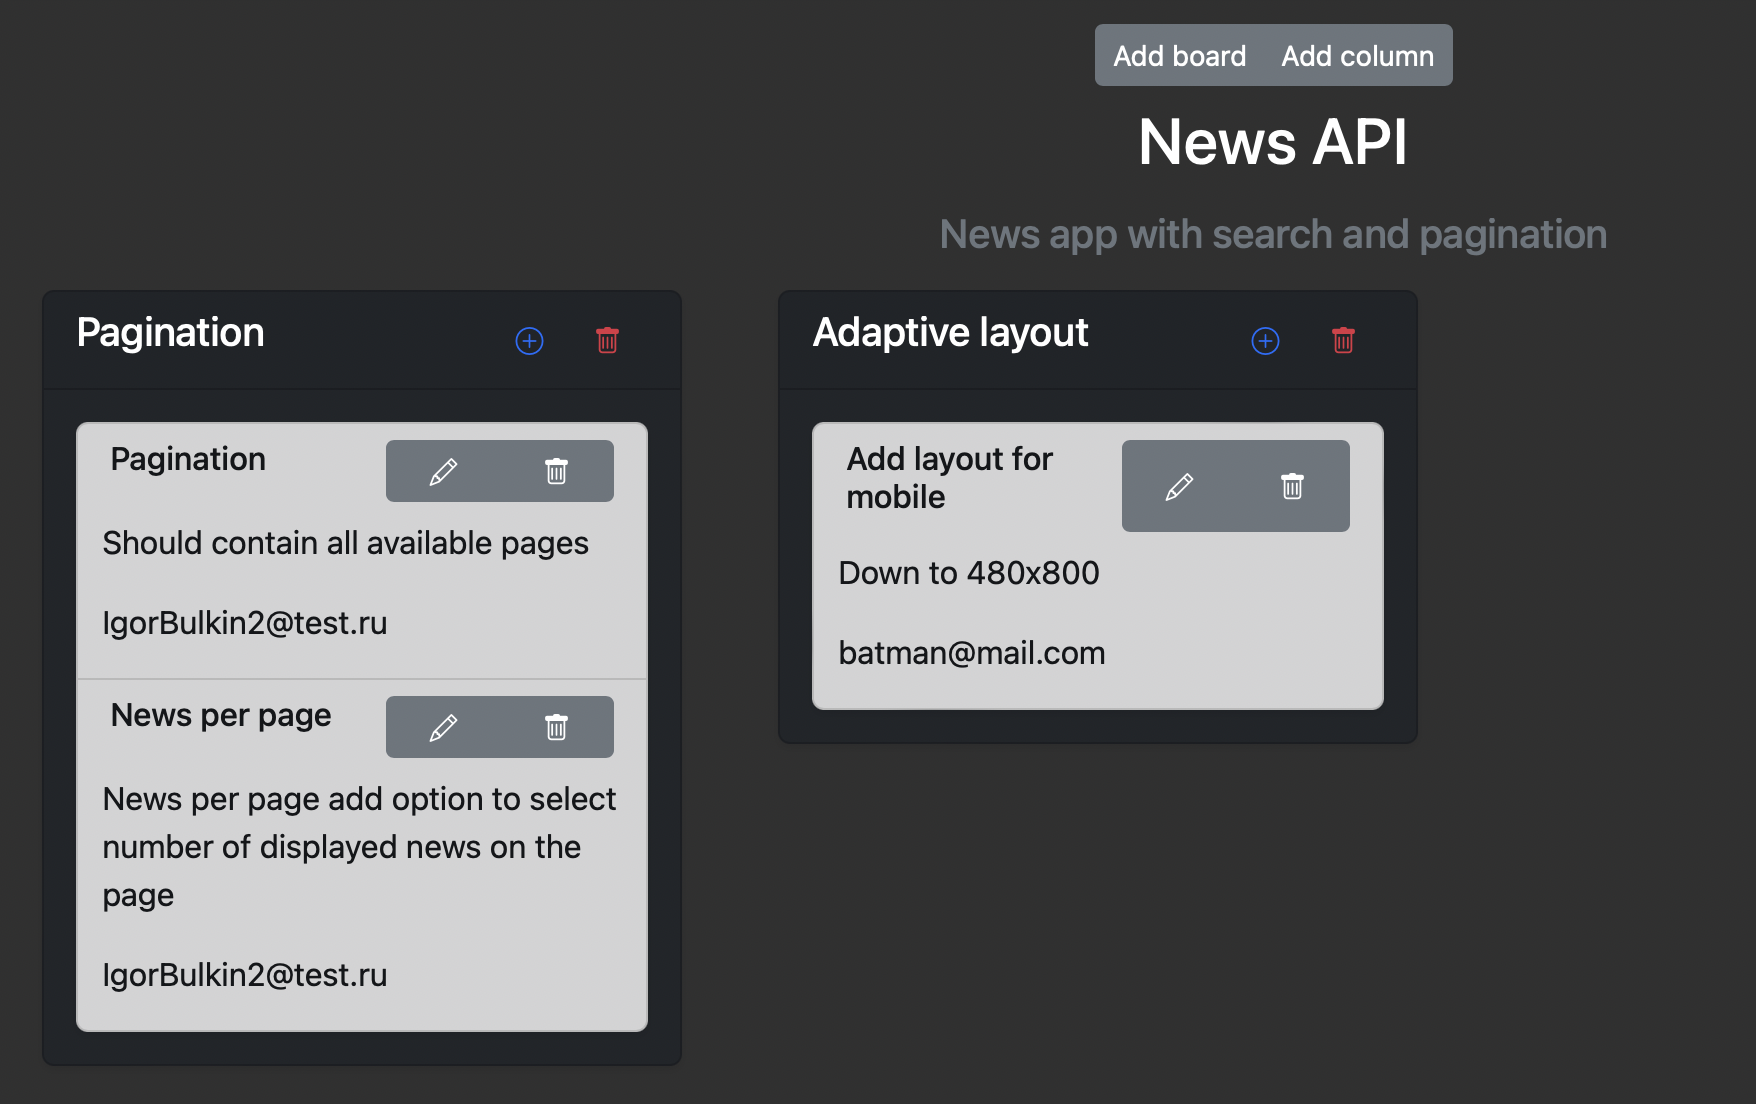 Add board Add column
News API
News app with search and pagination
Pagination
Pagination
Should contain all available pages
IgorBulkin2@test.ru
News per page
News per page add option to select
number of displayed news on the
page
IgorBulkin2@test.ru
Adaptive layout
Add layout for
mobile
Down to 480x800
batman@mail.com